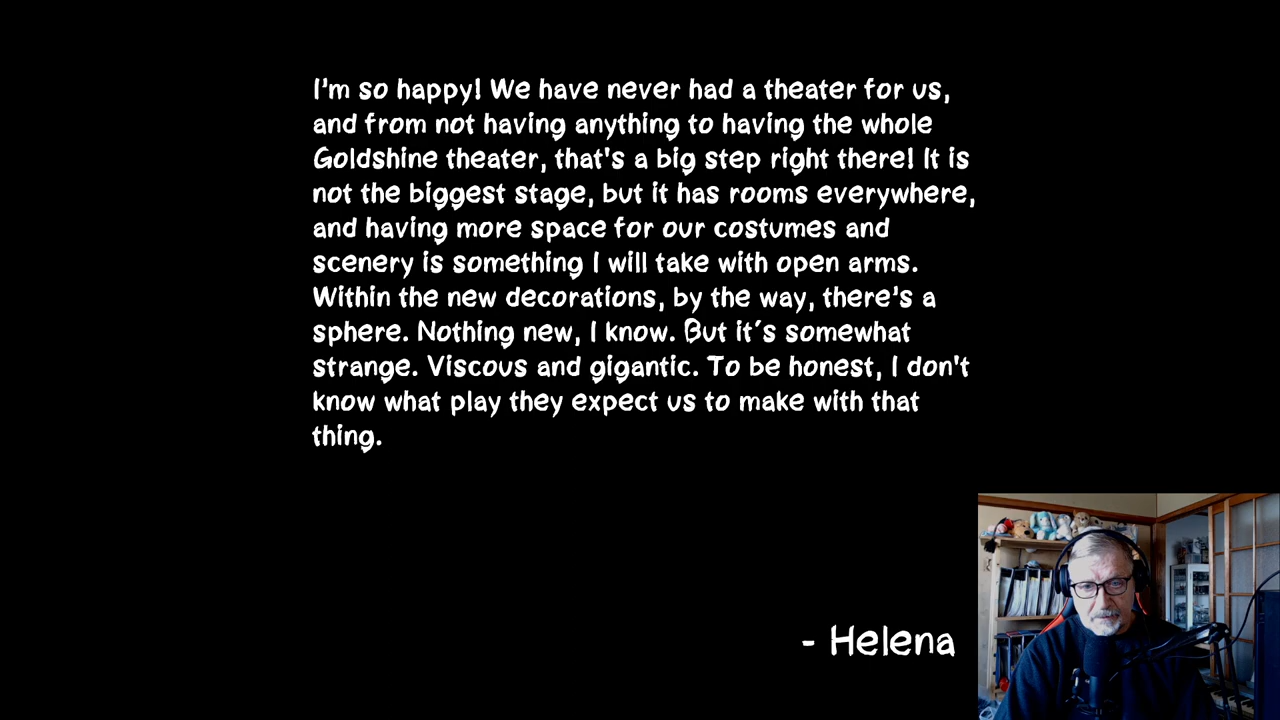 I'm so happy! We have never had a theater for us,
and from not having anything to having the whole
Goldshine theater, that's a big step right there! It is
not the biggest stage, but it has rooms everywhere,
and having more space for our costumes and
scenery is something I will take with open arms.
Within the new decorations, by the way, there's a
sphere. Nothing new, I know. But it´s somewhat
strange. Viscous and gigantic. To be honest, I don't
know what play they expect us to make with that
thing.
- Helena